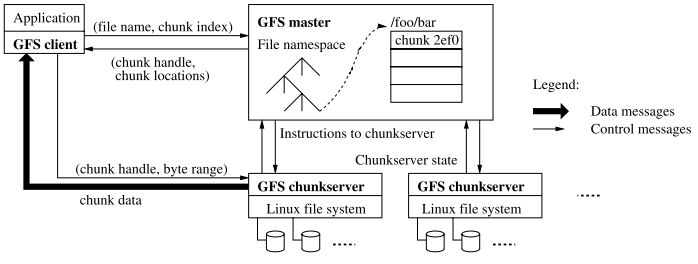 Application
GFS client
(file name, chunk index)
(chunk handle,
chunk locations)
GFS master
File namespace
/foo/bar
chunk 2ef0
Legend:
Data messages
Control messages
Instructions to chunkserver
Chunkserver state
(chunk handle, byte range)
chunk data
GFS chunkserver
Linux file system
GFS chunkserver
Linux file system